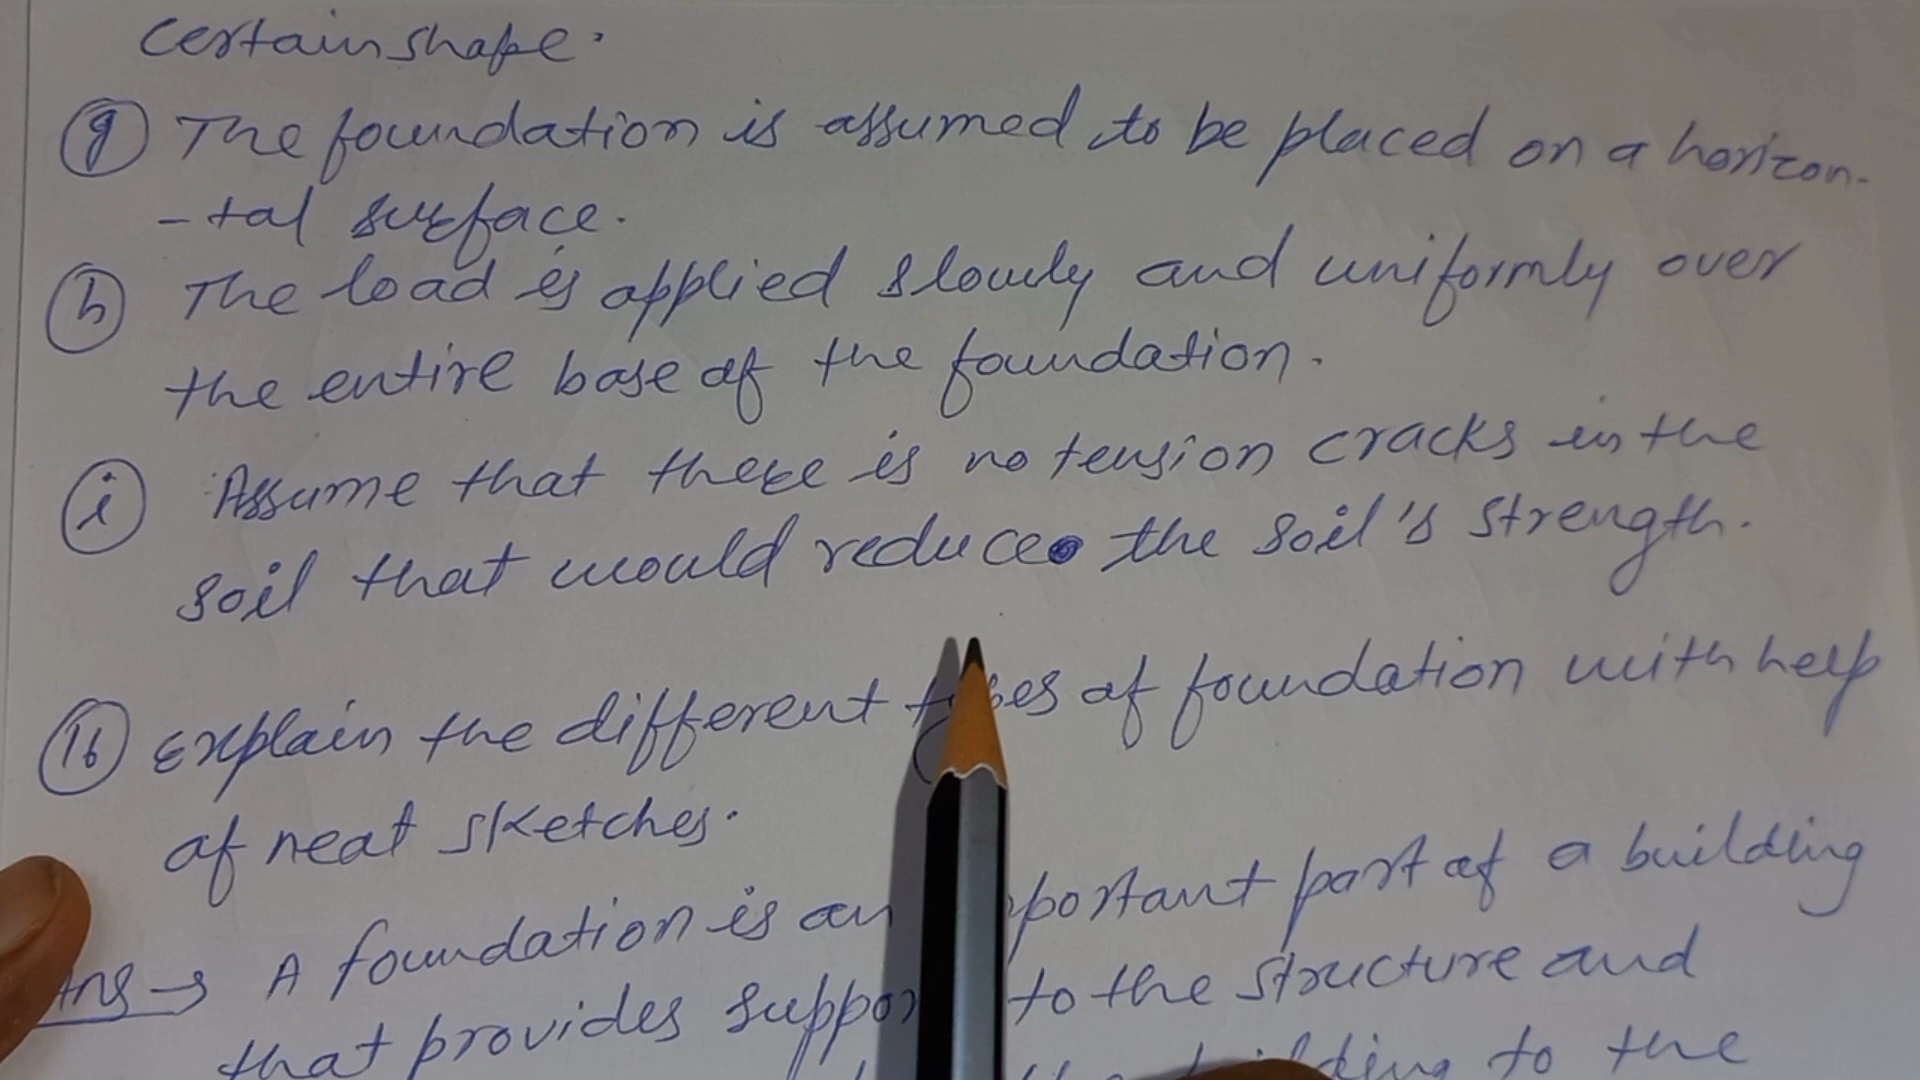 certain shape.
(g) The foundation is assumed to be placed on a horizon-
-tal surface.
(h) The load is applied slowly and uniformly over
the entire base of the foundation.
(i) Assume that there is no tension cracks in the
soil that would reduce the soil's strength.
(16) Explain the different of foundation with help
of neat sketches.
Ans → A foundation is an part of a building
that provides to the structure and
to the